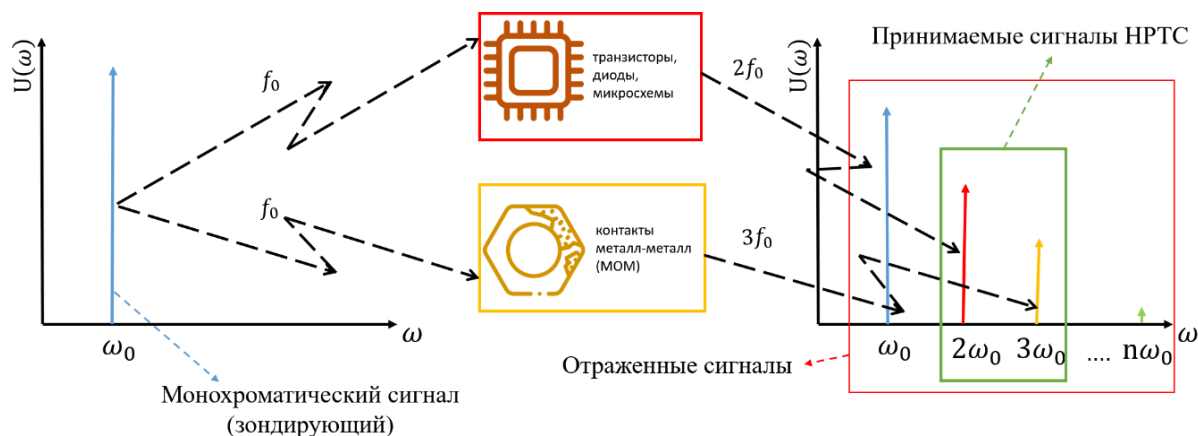 U(ω)
ω₀
ω
Монохроматический сигнал
(зондирующий)
f₀
f₀
транзисторы,
диоды,
микросхемы
контакты
металл-металл
(МОМ)
2f₀
3f₀
Принимаемые сигналы НРТС
U(ω)
ω₀
2ω₀
3ω₀
....
nω₀
ω
Отраженные сигналы